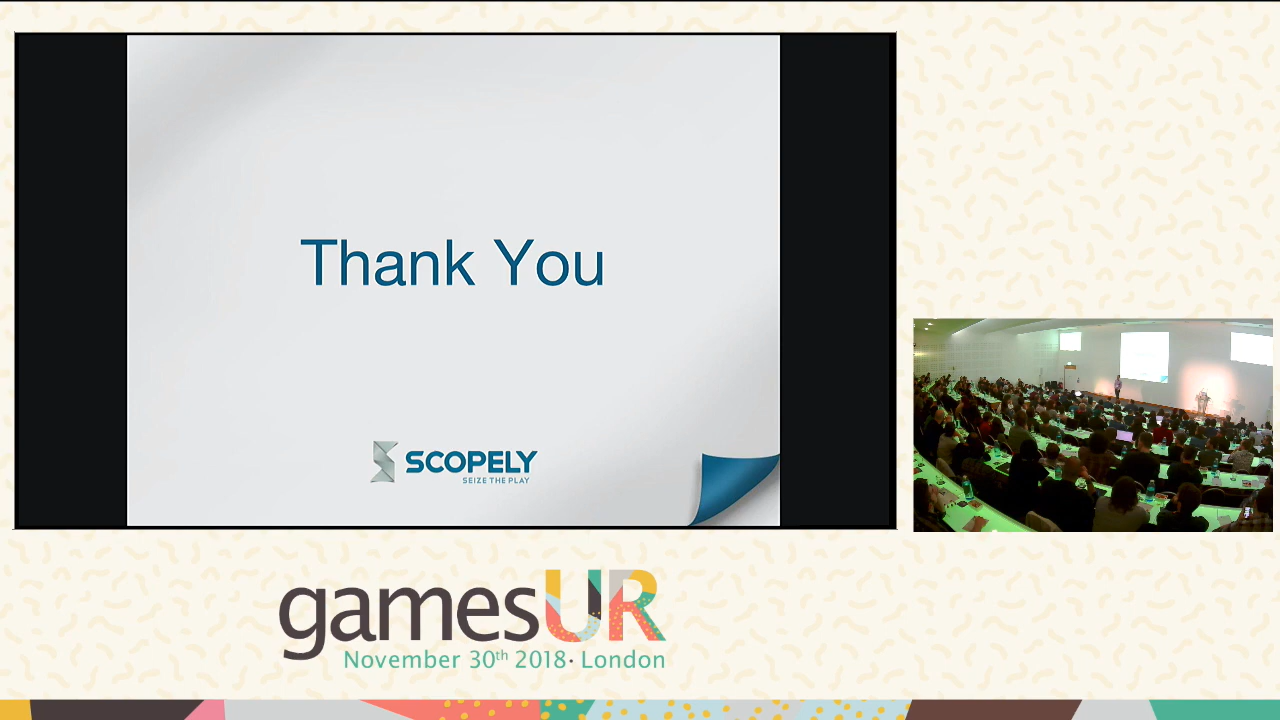 Thank You
SCOPELY
SEIZE THE PLAY
gamesUR
November 30th 2018 · London